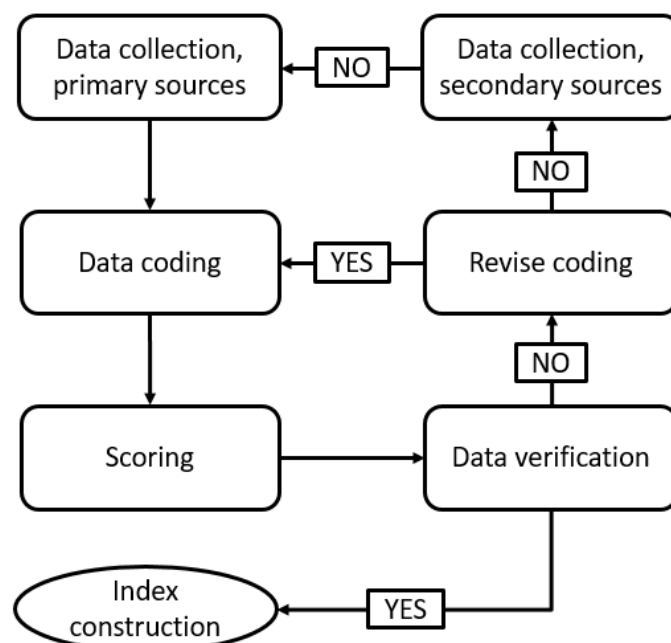 Data collection,
primary sources
NO
Data collection,
secondary sources
NO
Data coding
YES
Revise coding
NO
Scoring
Data verification
Index
construction
YES